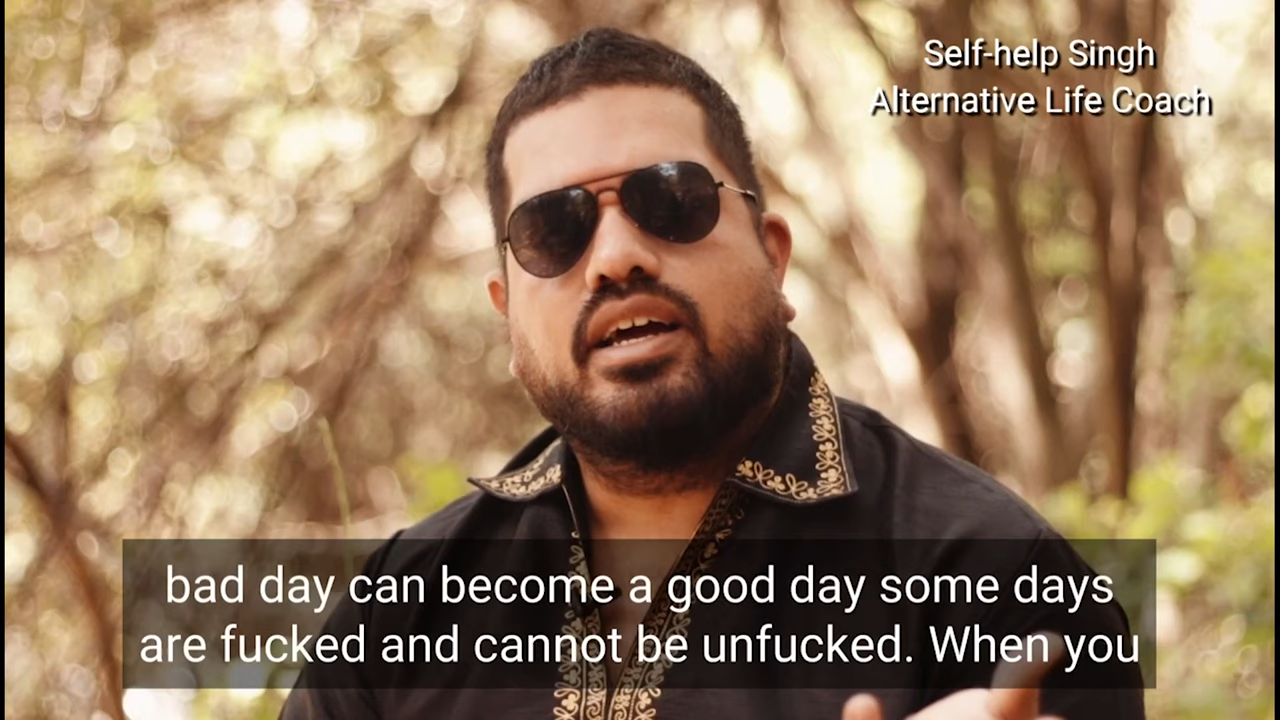 Self-help Singh
Alternative Life Coach
bad day can become a good day some days
are fucked and cannot be unfucked. When you